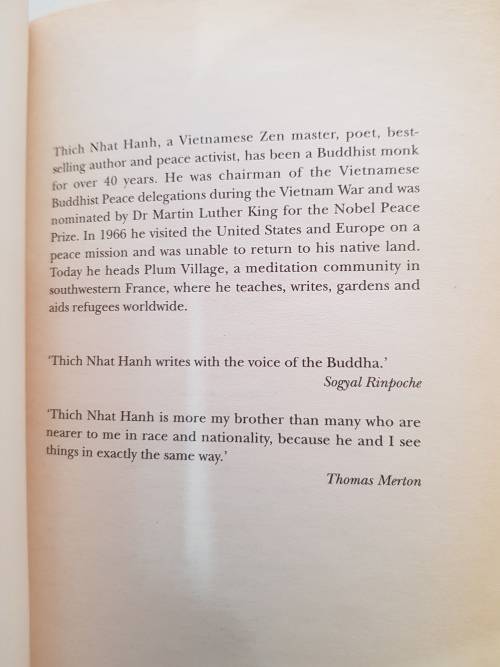 Thich Nhat Hanh, a Vietnamese Zen master, poet, best-
selling author and peace activist, has been a Buddhist monk
for over 40 years. He was chairman of the Vietnamese
Buddhist Peace delegations during the Vietnam War and was
nominated by Dr Martin Luther King for the Nobel Peace
Prize. In 1966 he visited the United States and Europe on a
peace mission and was unable to return to his native land.
Today he heads Plum Village, a meditation community in
southwestern France, where he teaches, writes, gardens and
aids refugees worldwide.
'Thich Nhat Hanh writes with the voice of the Buddha.'
Sogyal Rinpoche
'Thich Nhat Hanh is more my brother than many who are
nearer to me in race and nationality, because he and I see
things in exactly the same way.'
Thomas Merton